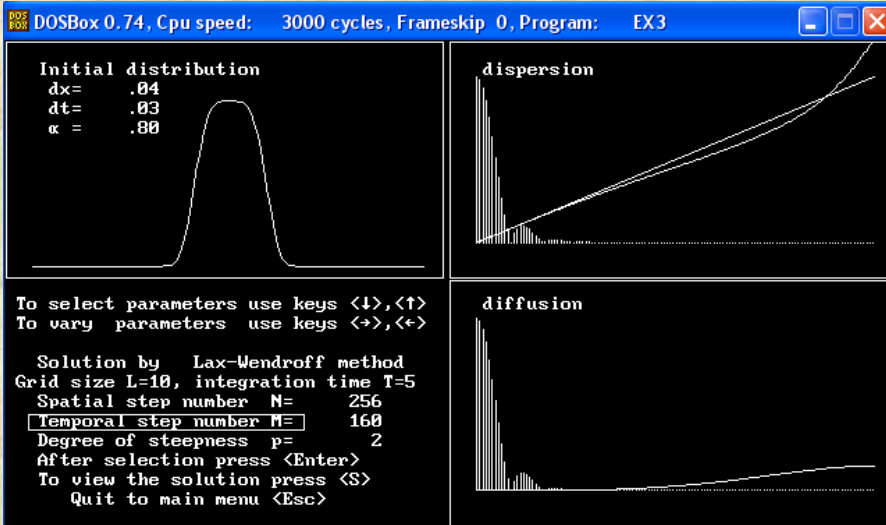 DOSBox 0.74, Cpu speed: 3000 cycles, Frameskip 0, Program: EX3
Initial distribution
dx= .04
dt= .03
α = .80
dispersion
To select parameters use keys <↓>,<↑>
To vary parameters use keys <→>,<←>
Solution by Lax-Wendroff method
Grid size L=10, integration time T=5
Spatial step number N= 256
Temporal step number M= 160
Degree of steepness p= 2
After selection press <Enter>
To view the solution press <S>
Quit to main menu <Esc>
diffusion